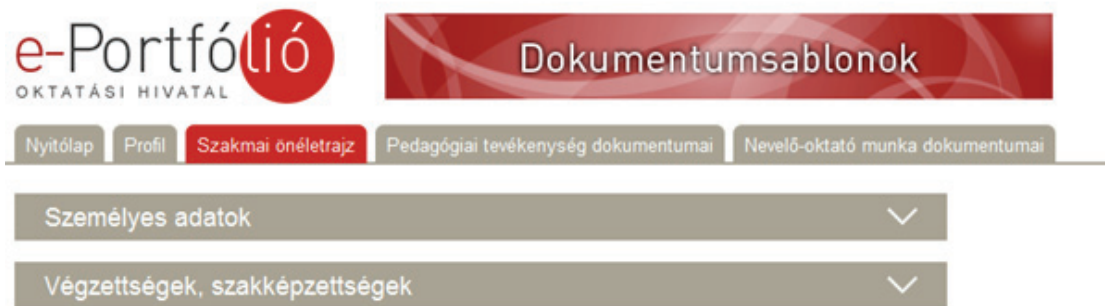 e-Portfólió
OKTATÁSI HIVATAL
Dokumentumsablonok
Nyitólap Profil Szakmai önéletrajz Pedagógiai tevékenység dokumentumai Nevelő-oktató munka dokumentumai
Személyes adatok
Végzettségek, szakképzettségek